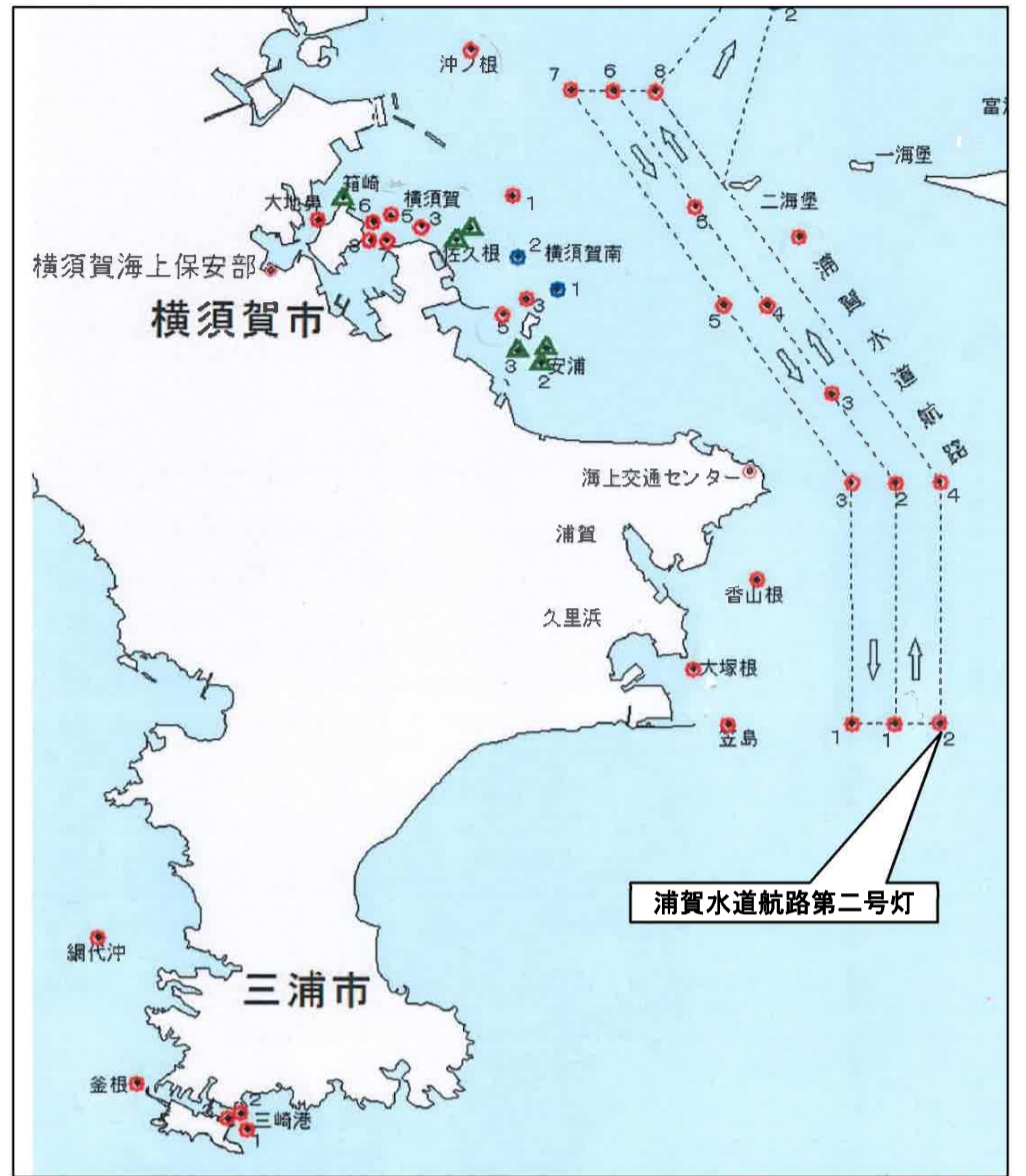 2
沖ノ根
7 6 8
一海堡
二海堡
箱崎
大地鼻
6 5 横須賀 3
8 7
佐久根
1
2 横須賀南
1
3
5
3 2 安浦
横須賀海上保安部
横須賀市
6
5 4
3
浦賀水道航路
3 2 4
海上交通センター
浦賀
香山根
久里浜
大塚根
笠島
1 1 2
浦賀水道航路第二号灯
網代沖
三浦市
釜根
2
三崎港
1